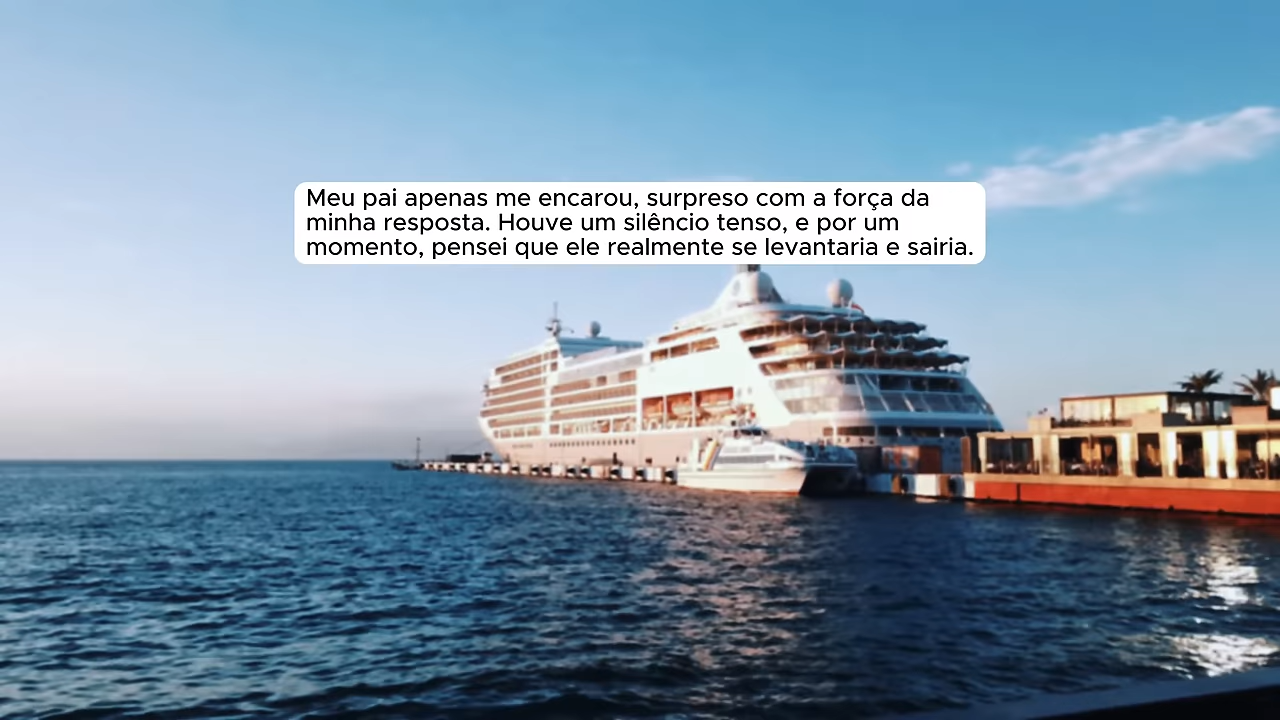 Meu pai apenas me encarou, surpreso com a força da
minha resposta. Houve um silêncio tenso, e por um
momento, pensei que ele realmente se levantaria e sairia.